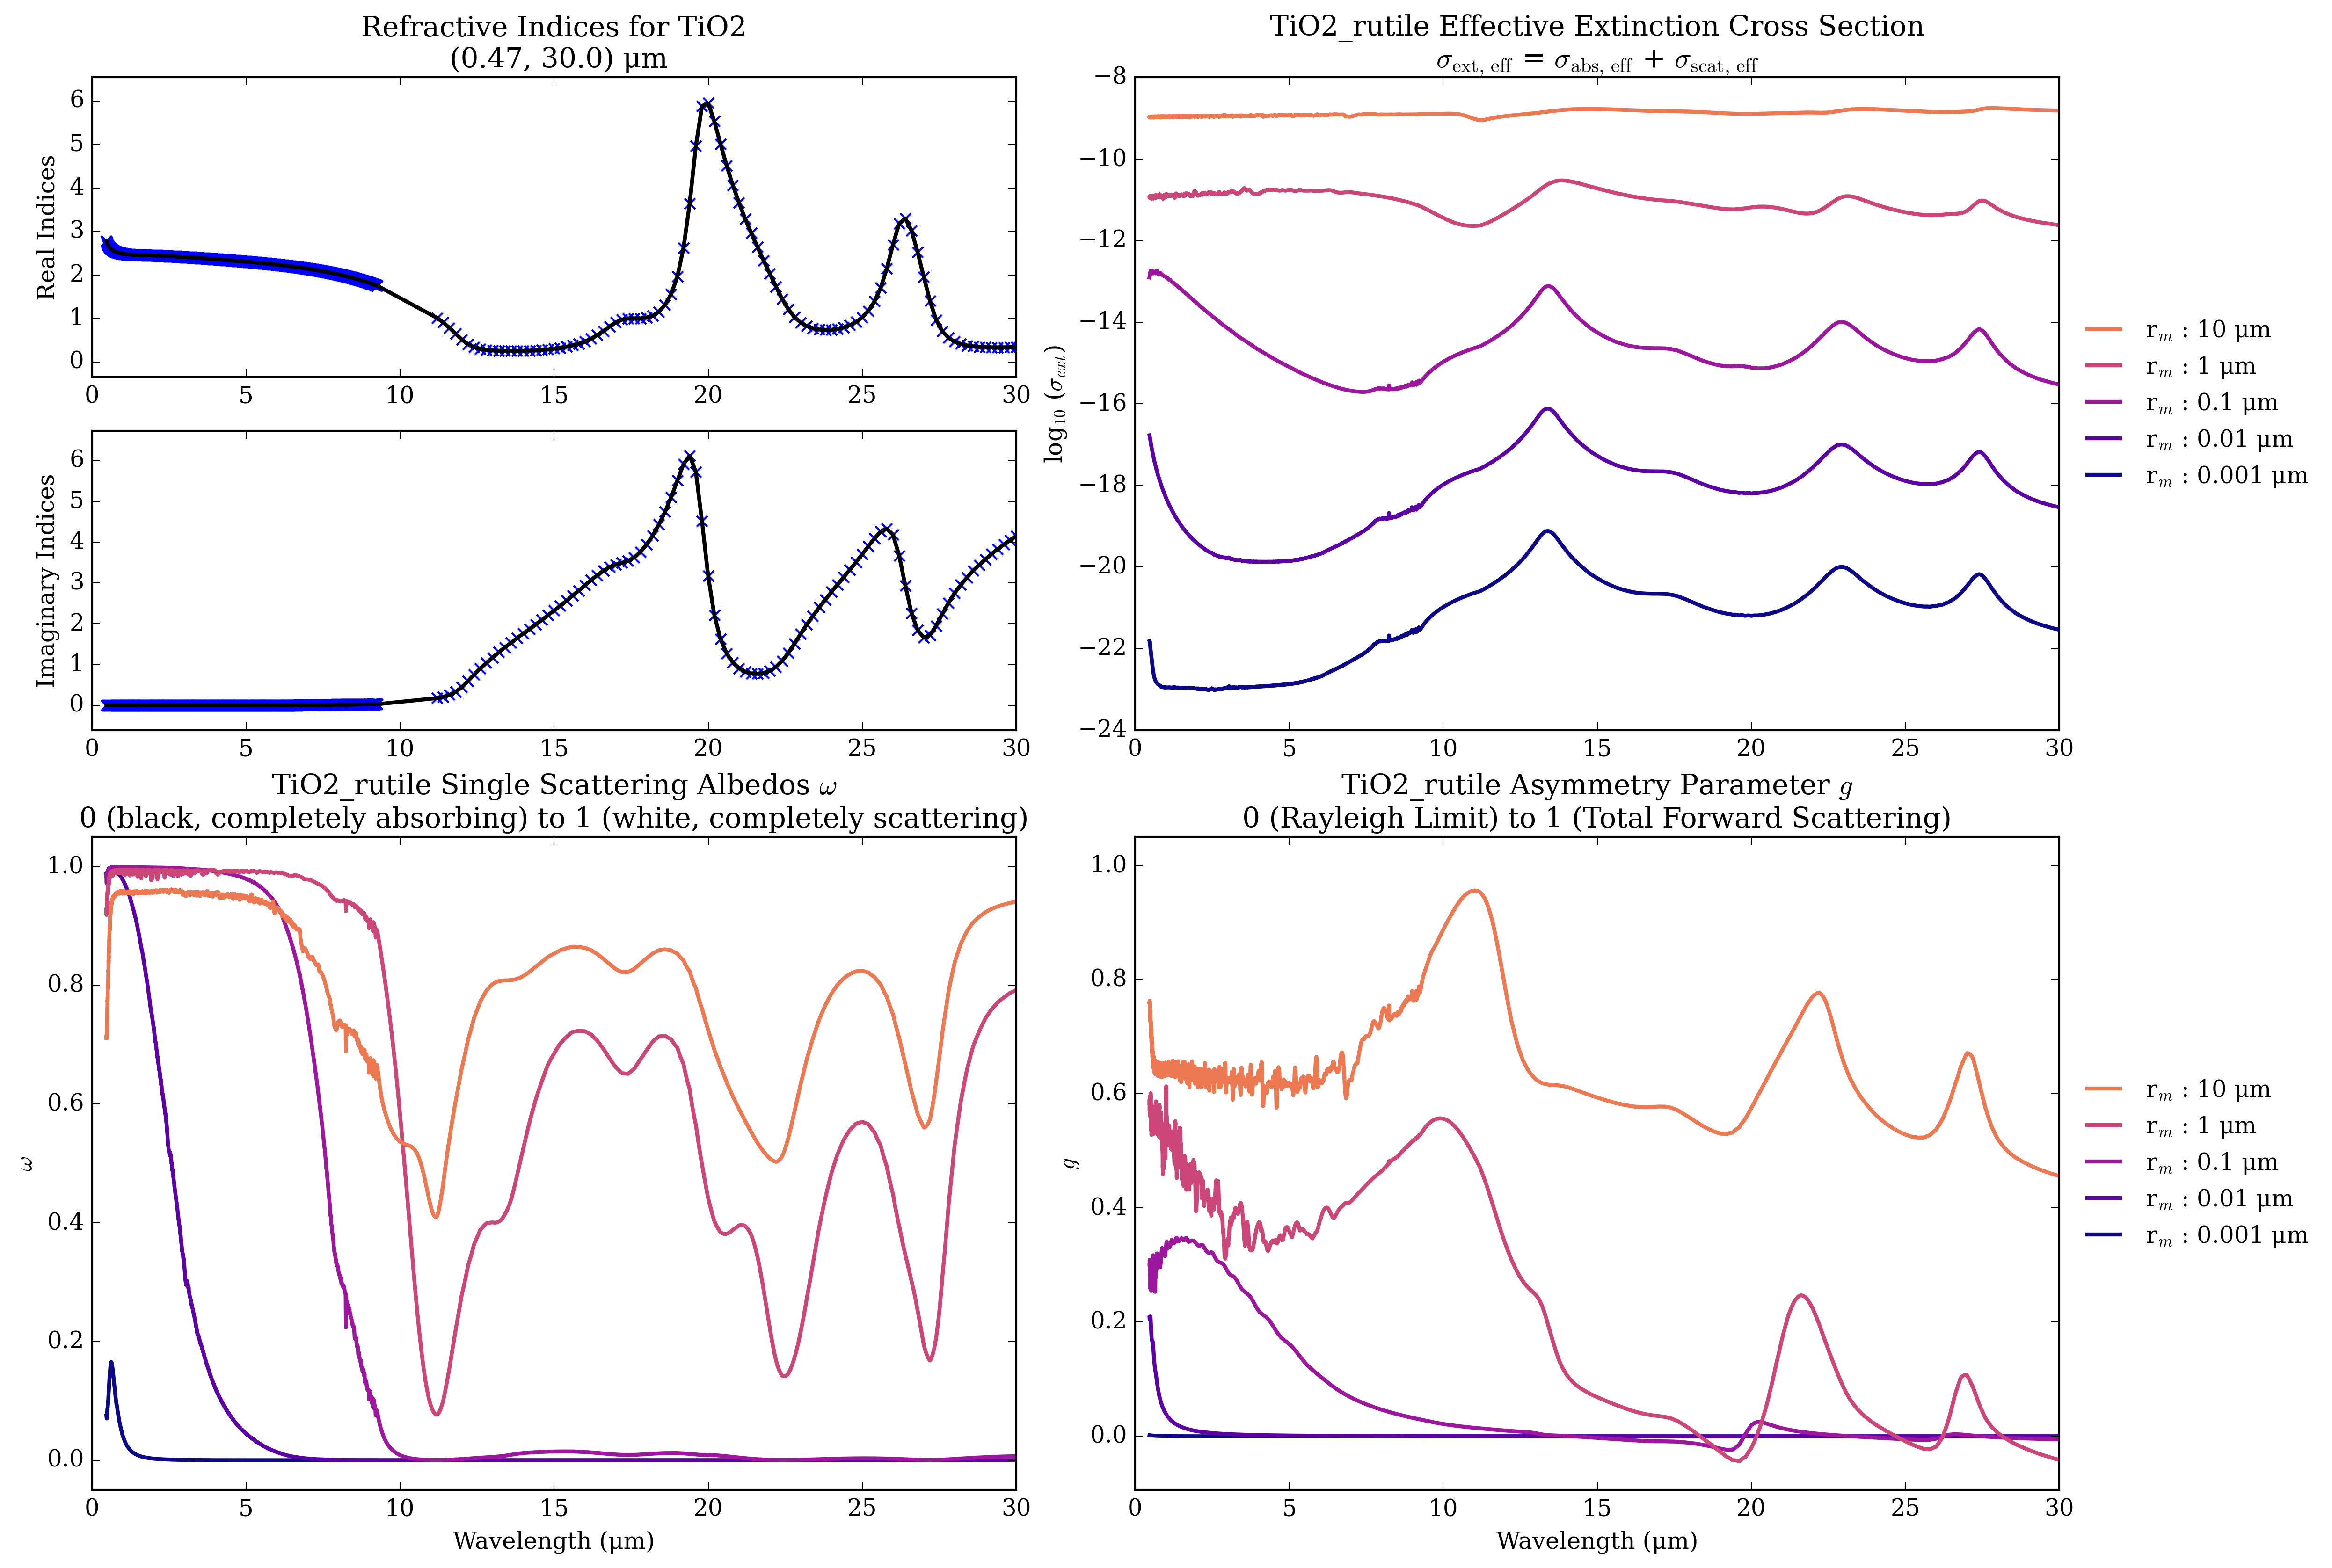 Refractive Indices for TiO2
(0.47, 30.0) μm
Real Indices
6
5
4
3
2
1
0
0 5 10 15 20 25 30
Imaginary Indices
6
5
4
3
2
1
0
0 5 10 15 20 25 30
TiO2_rutile Effective Extinction Cross Section
σext, eff = σabs, eff + σscat, eff
log10 (σext)
−8
−10
−12
−14
−16
−18
−20
−22
−24
0 5 10 15 20 25 30
rm : 10 μm
rm : 1 μm
rm : 0.1 μm
rm : 0.01 μm
rm : 0.001 μm
TiO2_rutile Single Scattering Albedos ω
0 (black, completely absorbing) to 1 (white, completely scattering)
ω
1.0
0.8
0.6
0.4
0.2
0.0
0 5 10 15 20 25 30
Wavelength (μm)
TiO2_rutile Asymmetry Parameter g
0 (Rayleigh Limit) to 1 (Total Forward Scattering)
g
1.0
0.8
0.6
0.4
0.2
0.0
0 5 10 15 20 25 30
Wavelength (μm)
rm : 10 μm
rm : 1 μm
rm : 0.1 μm
rm : 0.01 μm
rm : 0.001 μm